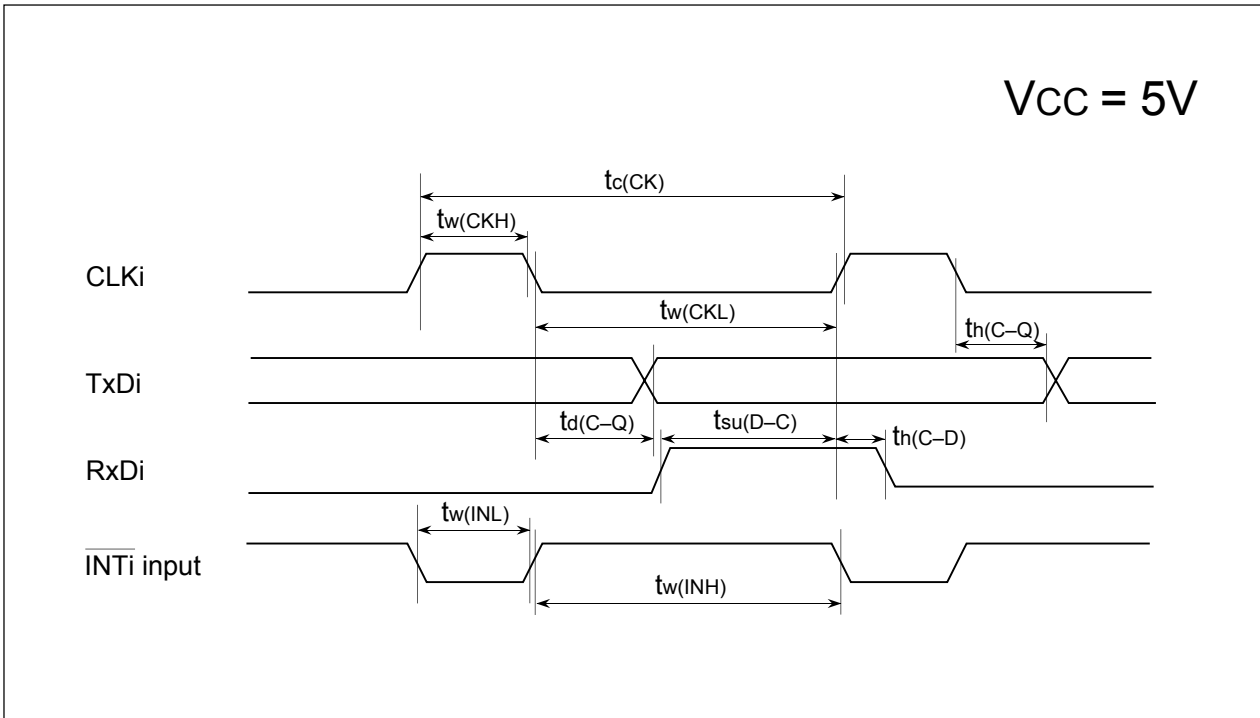 VCC = 5V
tc(CK)
tw(CKH)
CLKi
tw(CKL)
th(C–Q)
TxDi
td(C–Q)
tsu(D–C)
th(C–D)
RxDi
tw(INL)
INTi input
tw(INH)